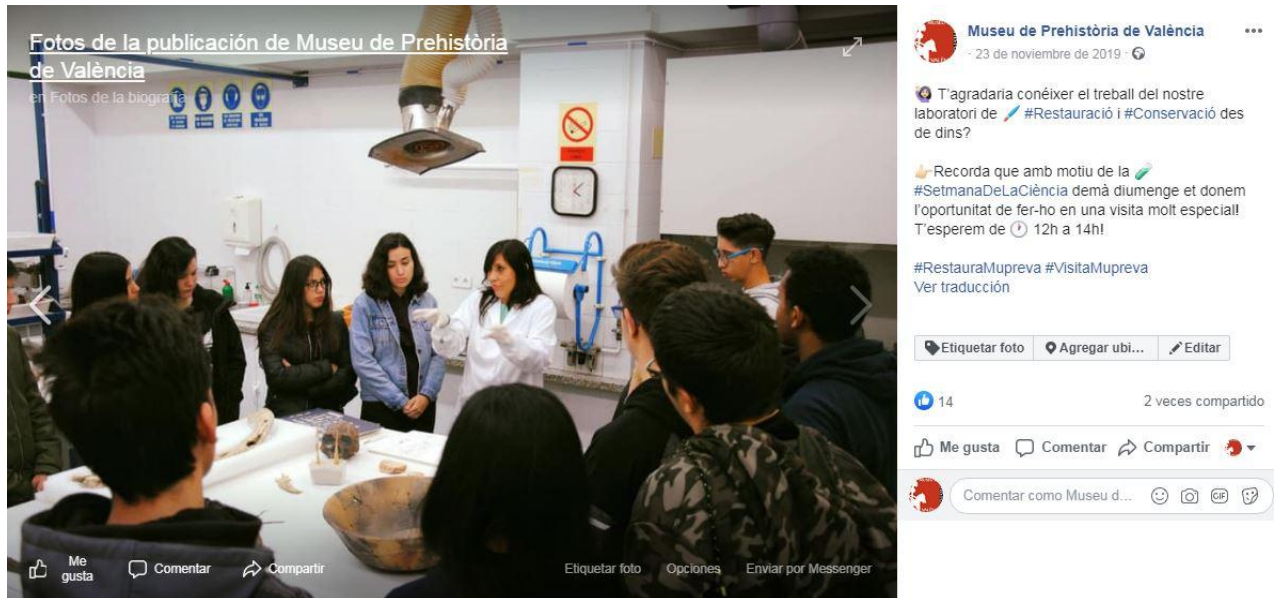 Fotos de la publicación de Museu de Prehistòria
de València
en Fotos de la biografía
Me gusta
Comentar
Compartir
Etiquetar foto
Opciones
Enviar por Messenger
Museu de Prehistòria de València
· 23 de noviembre de 2019 ·
T'agradaria conéixer el treball del nostre
laboratori de #Restauració i #Conservació des
de dins?
Recorda que amb motiu de la
#SetmanaDeLaCiència demà diumenge et donem
l'oportunitat de fer-ho en una visita molt especial!
T'esperem de 12h a 14h!
#RestauraMupreva #VisitaMupreva
Ver traducción
Etiquetar foto
Agregar ubi...
Editar
14
2 veces compartido
Me gusta
Comentar
Compartir
Comentar como Museu d...
GIF